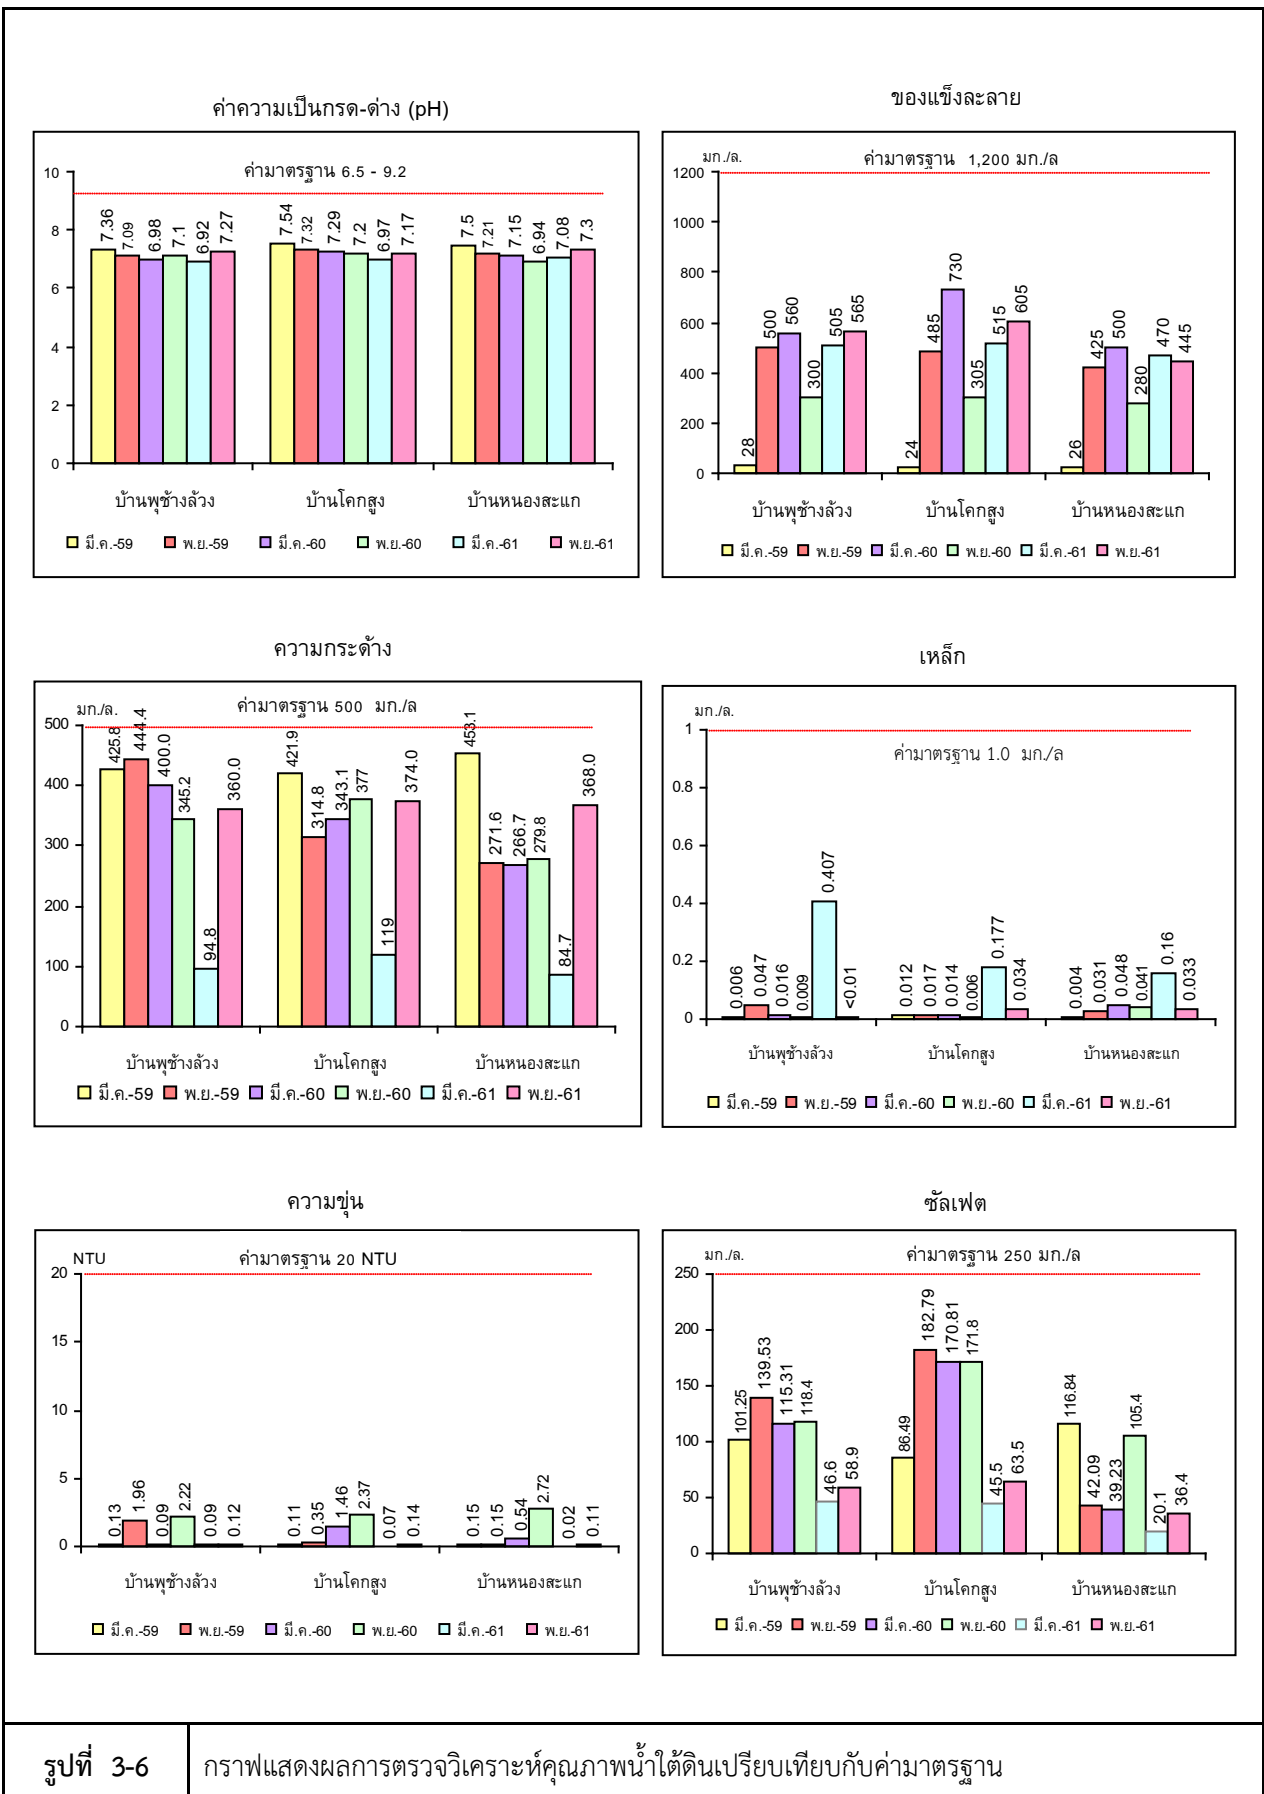 ค่าความเป็นกรด-ด่าง (pH)
ค่ามาตรฐาน 6.5 - 9.2
10
8
6
4
2
0
7.36 7.09 6.98 7.1 6.92 7.27
7.54 7.32 7.29 7.2 6.97 7.17
7.5 7.21 7.15 6.94 7.08 7.3
บ้านพุช้างล้วง บ้านโคกสูง บ้านหนองสะแก
มี.ค.-59 พ.ย.-59 มี.ค.-60 พ.ย.-60 มี.ค.-61 พ.ย.-61
ของแข็งละลาย
มก./ล. ค่ามาตรฐาน 1,200 มก./ล
1200
1000
800
600
400
200
0
28 500 560 300 505 565
24 485 730 305 515 605
26 425 500 280 470 445
บ้านพุช้างล้วง บ้านโคกสูง บ้านหนองสะแก
มี.ค.-59 พ.ย.-59 มี.ค.-60 พ.ย.-60 มี.ค.-61 พ.ย.-61
ความกระด้าง
มก./ล. ค่ามาตรฐาน 500 มก./ล
500
400
300
200
100
0
425.8 444.4 400.0 345.2 94.8 360.0
421.9 314.8 343.1 377 119 374.0
453.1 271.6 266.7 279.8 84.7 368.0
บ้านพุช้างล้วง บ้านโคกสูง บ้านหนองสะแก
มี.ค.-59 พ.ย.-59 มี.ค.-60 พ.ย.-60 มี.ค.-61 พ.ย.-61
เหล็ก
มก./ล.
ค่ามาตรฐาน 1.0 มก./ล
1
0.8
0.6
0.4
0.2
0
0.006 0.047 0.016 0.009 0.407 <0.01
0.012 0.017 0.014 0.006 0.177 0.034
0.004 0.031 0.048 0.041 0.16 0.033
บ้านพุช้างล้วง บ้านโคกสูง บ้านหนองสะแก
มี.ค.-59 พ.ย.-59 มี.ค.-60 พ.ย.-60 มี.ค.-61 พ.ย.-61
ความขุ่น
NTU ค่ามาตรฐาน 20 NTU
20
15
10
5
0
0.13 1.96 0.09 2.22 0.09 0.12
0.11 0.35 1.46 2.37 0.07 0.14
0.15 0.15 0.54 2.72 0.02 0.11
บ้านพุช้างล้วง บ้านโคกสูง บ้านหนองสะแก
มี.ค.-59 พ.ย.-59 มี.ค.-60 พ.ย.-60 มี.ค.-61 พ.ย.-61
ซัลเฟต
มก./ล. ค่ามาตรฐาน 250 มก./ล
250
200
150
100
50
0
101.25 139.53 115.31 118.4 46.6 58.9
86.49 182.79 170.81 171.8 45.5 63.5
116.84 42.09 39.23 105.4 20.1 36.4
บ้านพุช้างล้วง บ้านโคกสูง บ้านหนองสะแก
มี.ค.-59 พ.ย.-59 มี.ค.-60 พ.ย.-60 มี.ค.-61 พ.ย.-61
รูปที่ 3-6 กราฟแสดงผลการตรวจวิเคราะห์คุณภาพน้ำใต้ดินเปรียบเทียบกับค่ามาตรฐาน